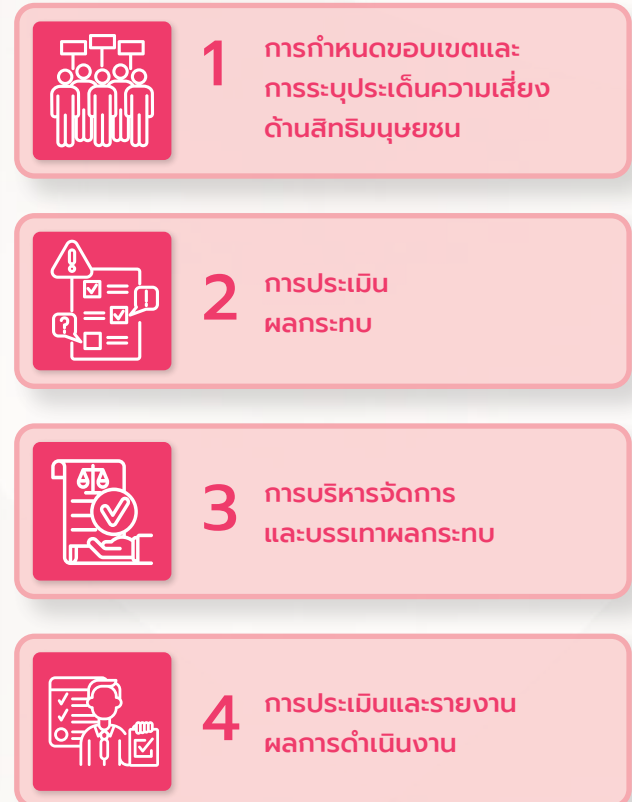 1
การกำหนดขอบเขตและ
การระบุประเด็นความเสี่ยง
ด้านสิทธิมนุษยชน
2
การประเมิน
ผลกระทบ
3
การบริหารจัดการ
และบรรเทาผลกระทบ
4
การประเมินและรายงาน
ผลการดำเนินงาน